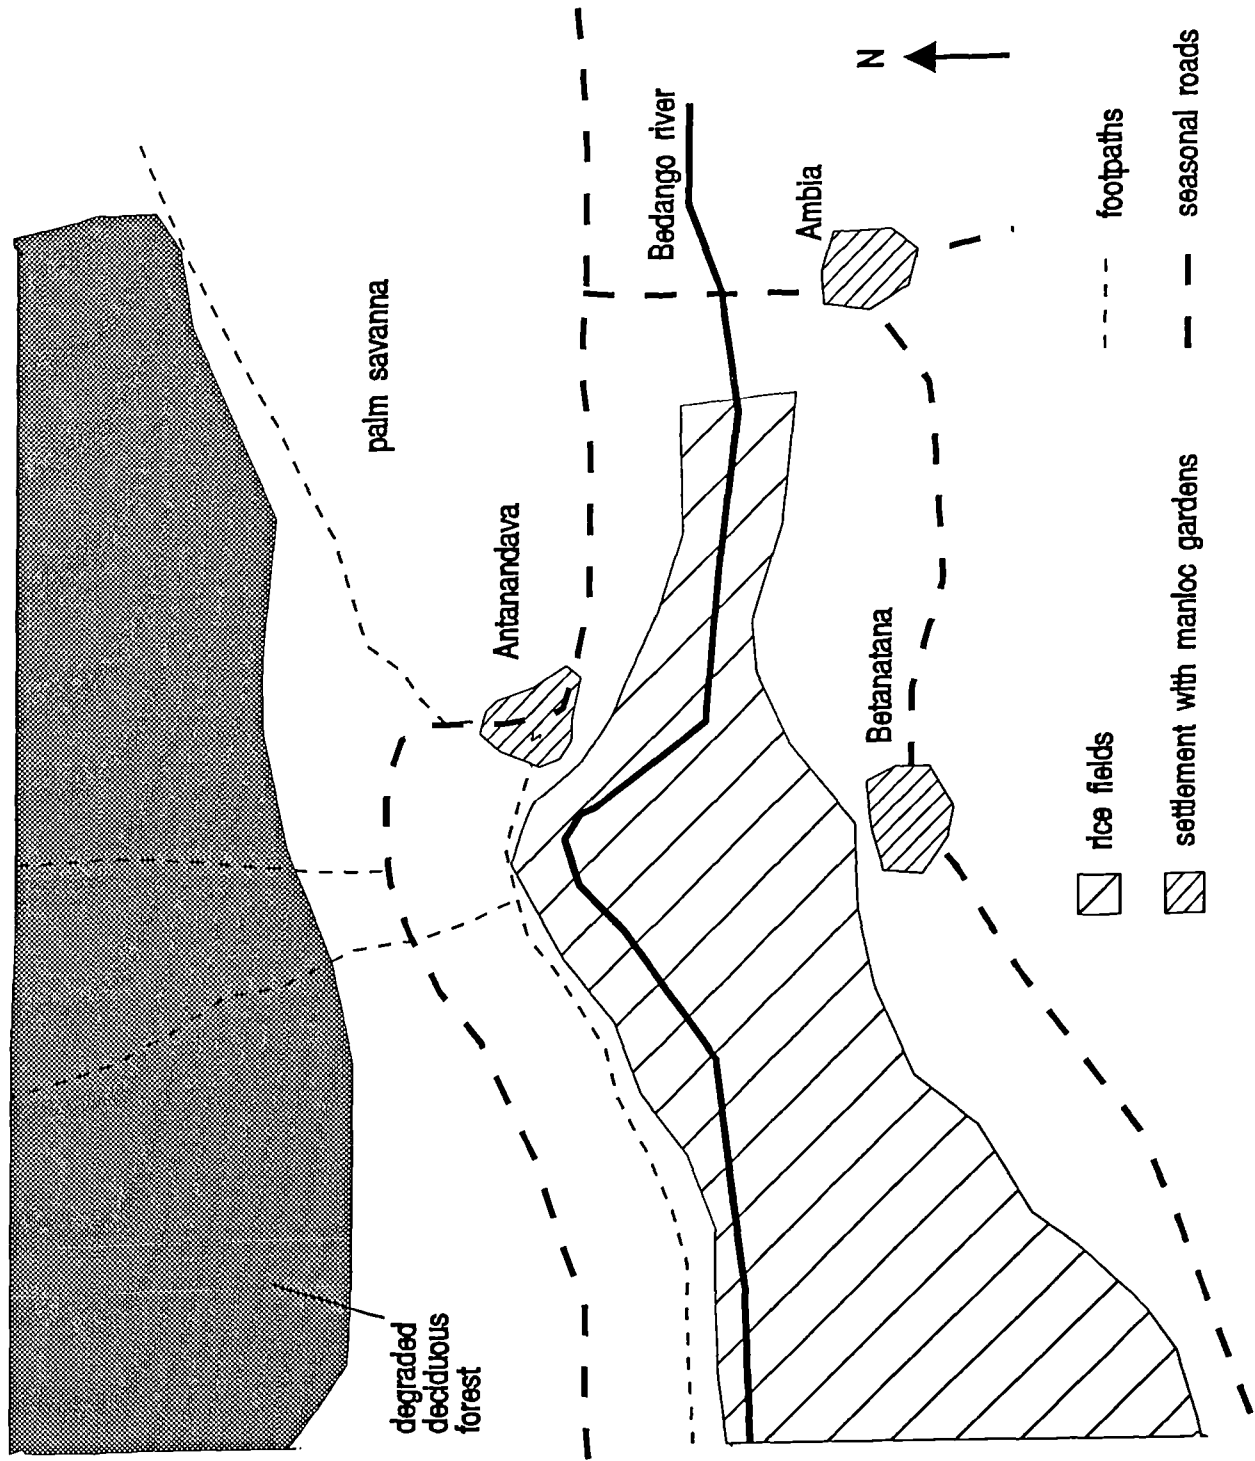 degraded
deciduous
forest
palm savanna
Antanandava
Bedango river
Ambia
Betanatana
N
rice fields
footpaths
settlement with manioc gardens
seasonal roads